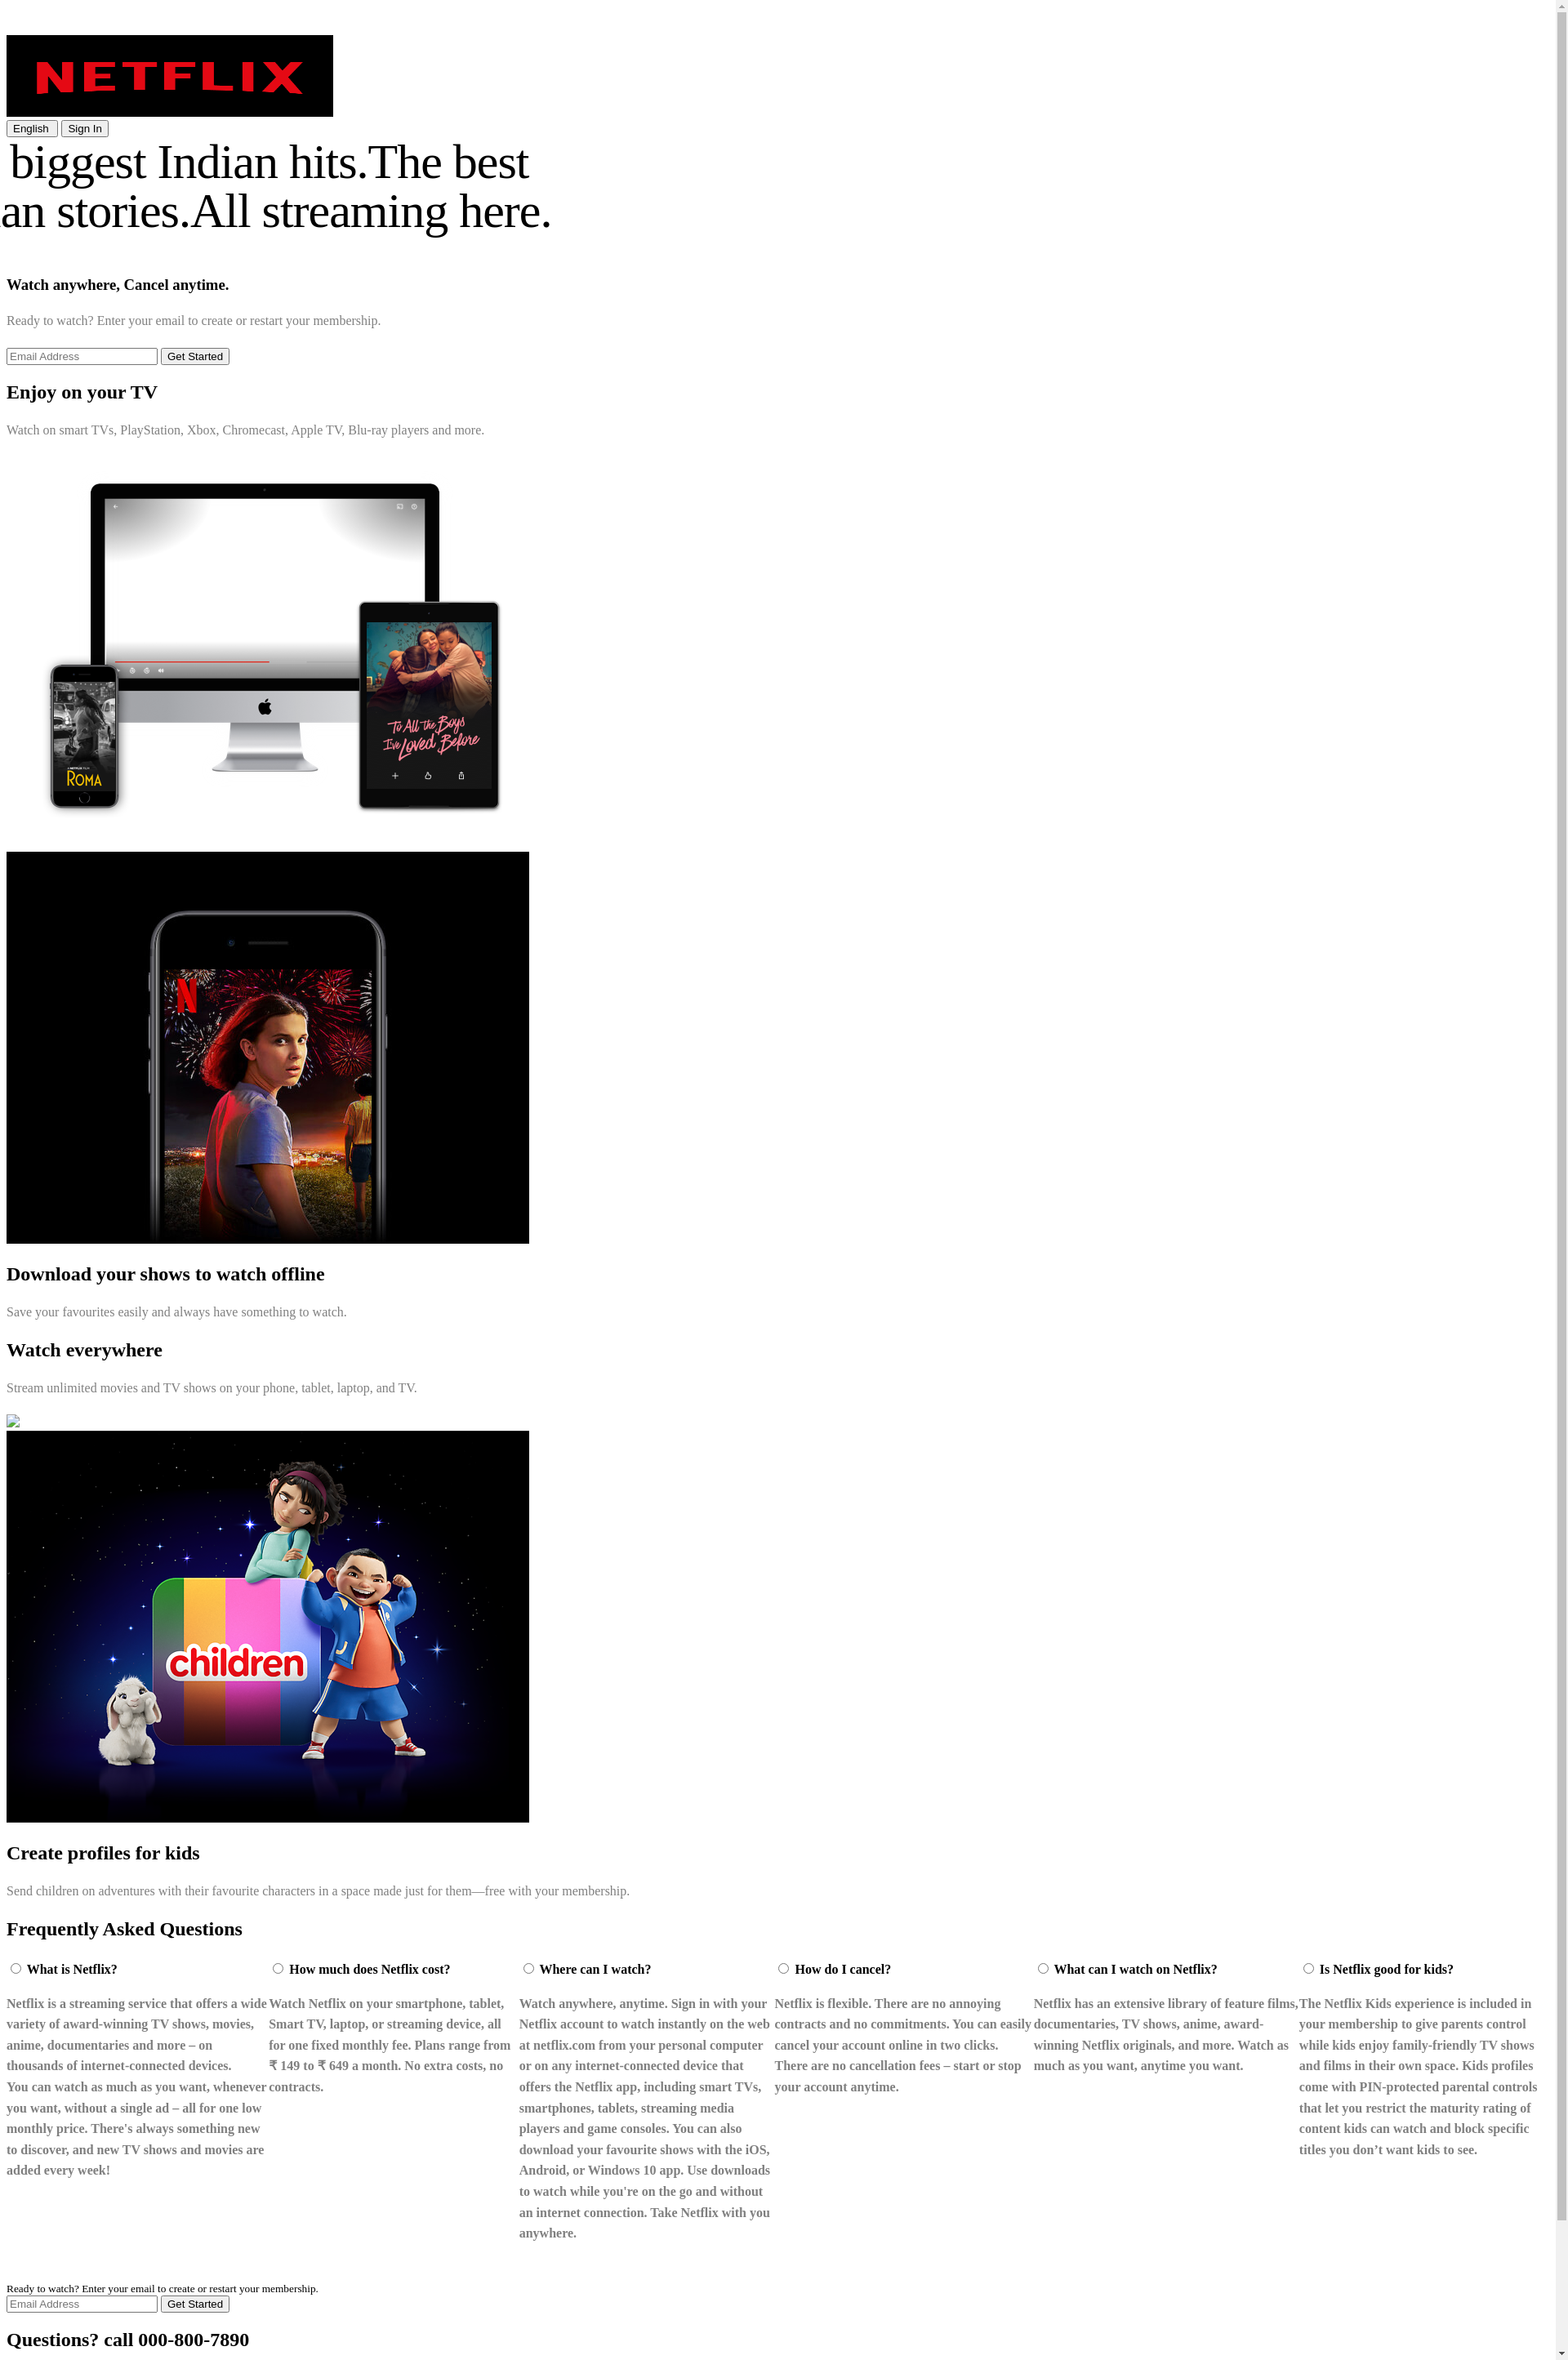 NETFLIX
English
Sign In
biggest Indian hits.The best
an stories.All streaming here.
Watch anywhere, Cancel anytime.
Ready to watch? Enter your email to create or restart your membership.
Email Address
Get Started
Enjoy on your TV
Watch on smart TVs, PlayStation, Xbox, Chromecast, Apple TV, Blu-ray players and more.
To All The Boys
I've Loved Before
ROMA
N
Download your shows to watch offline
Save your favourites easily and always have something to watch.
Watch everywhere
Stream unlimited movies and TV shows on your phone, tablet, laptop, and TV.
children
Create profiles for kids
Send children on adventures with their favourite characters in a space made just for them—free with your membership.
Frequently Asked Questions
What is Netflix?
Netflix is a streaming service that offers a wide
variety of award-winning TV shows, movies,
anime, documentaries and more – on
thousands of internet-connected devices.
You can watch as much as you want, whenever
you want, without a single ad – all for one low
monthly price. There's always something new
to discover, and new TV shows and movies are
added every week!
How much does Netflix cost?
Watch Netflix on your smartphone, tablet,
Smart TV, laptop, or streaming device, all
for one fixed monthly fee. Plans range from
₹ 149 to ₹ 649 a month. No extra costs, no
contracts.
Where can I watch?
Watch anywhere, anytime. Sign in with your
Netflix account to watch instantly on the web
at netflix.com from your personal computer
or on any internet-connected device that
offers the Netflix app, including smart TVs,
smartphones, tablets, streaming media
players and game consoles. You can also
download your favourite shows with the iOS,
Android, or Windows 10 app. Use downloads
to watch while you're on the go and without
an internet connection. Take Netflix with you
anywhere.
How do I cancel?
Netflix is flexible. There are no annoying
contracts and no commitments. You can easily
cancel your account online in two clicks.
There are no cancellation fees – start or stop
your account anytime.
What can I watch on Netflix?
Netflix has an extensive library of feature films,
documentaries, TV shows, anime, award-
winning Netflix originals, and more. Watch as
much as you want, anytime you want.
Is Netflix good for kids?
The Netflix Kids experience is included in
your membership to give parents control
while kids enjoy family-friendly TV shows
and films in their own space. Kids profiles
come with PIN-protected parental controls
that let you restrict the maturity rating of
content kids can watch and block specific
titles you don’t want kids to see.
Ready to watch? Enter your email to create or restart your membership.
Email Address
Get Started
Questions? call 000-800-7890